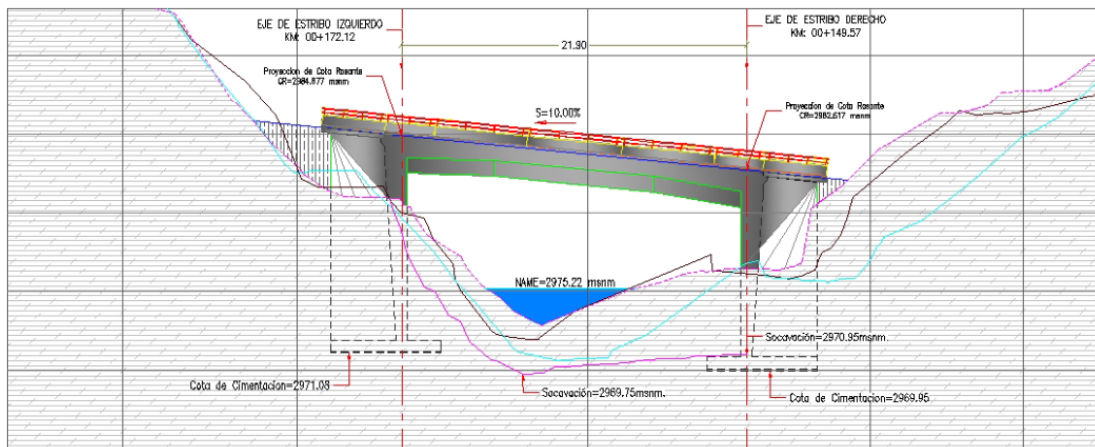 EJE DE ESTRIBO IZQUIERDO
KM: 00+172.12
EJE DE ESTRIBO DERECHO
KM: 00+149.57
21.90
Proyeccion de Cota Rasante
CR=2984.877 msnm
S=10.00%
Proyeccion de Cota Rasante
CR=2982.617 msnm
NAME=2975.22 msnm
Socavación=2970.95msnm.
Cota de Cimentacion=2971.08
Socavación=2969.75msnm.
Cota de Cimentacion=2969.95